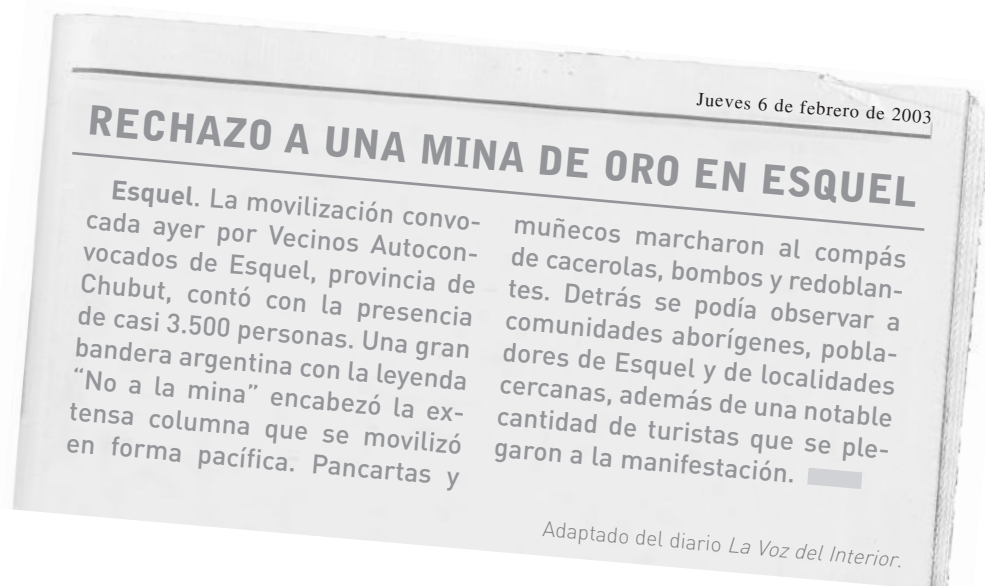 Jueves 6 de febrero de 2003
RECHAZO A UNA MINA DE ORO EN ESQUEL
Esquel. La movilización convo-
cada ayer por Vecinos Autocon-
vocados de Esquel, provincia de
Chubut, contó con la presencia
de casi 3.500 personas. Una gran
bandera argentina con la leyenda
“No a la mina” encabezó la ex-
tensa columna que se movilizó
en forma pacífica. Pancartas y
muñecos marcharon al compás
de cacerolas, bombos y redoblan-
tes. Detrás se podía observar a
comunidades aborígenes, pobla-
dores de Esquel y de localidades
cercanas, además de una notable
cantidad de turistas que se ple-
garon a la manifestación.
Adaptado del diario La Voz del Interior.